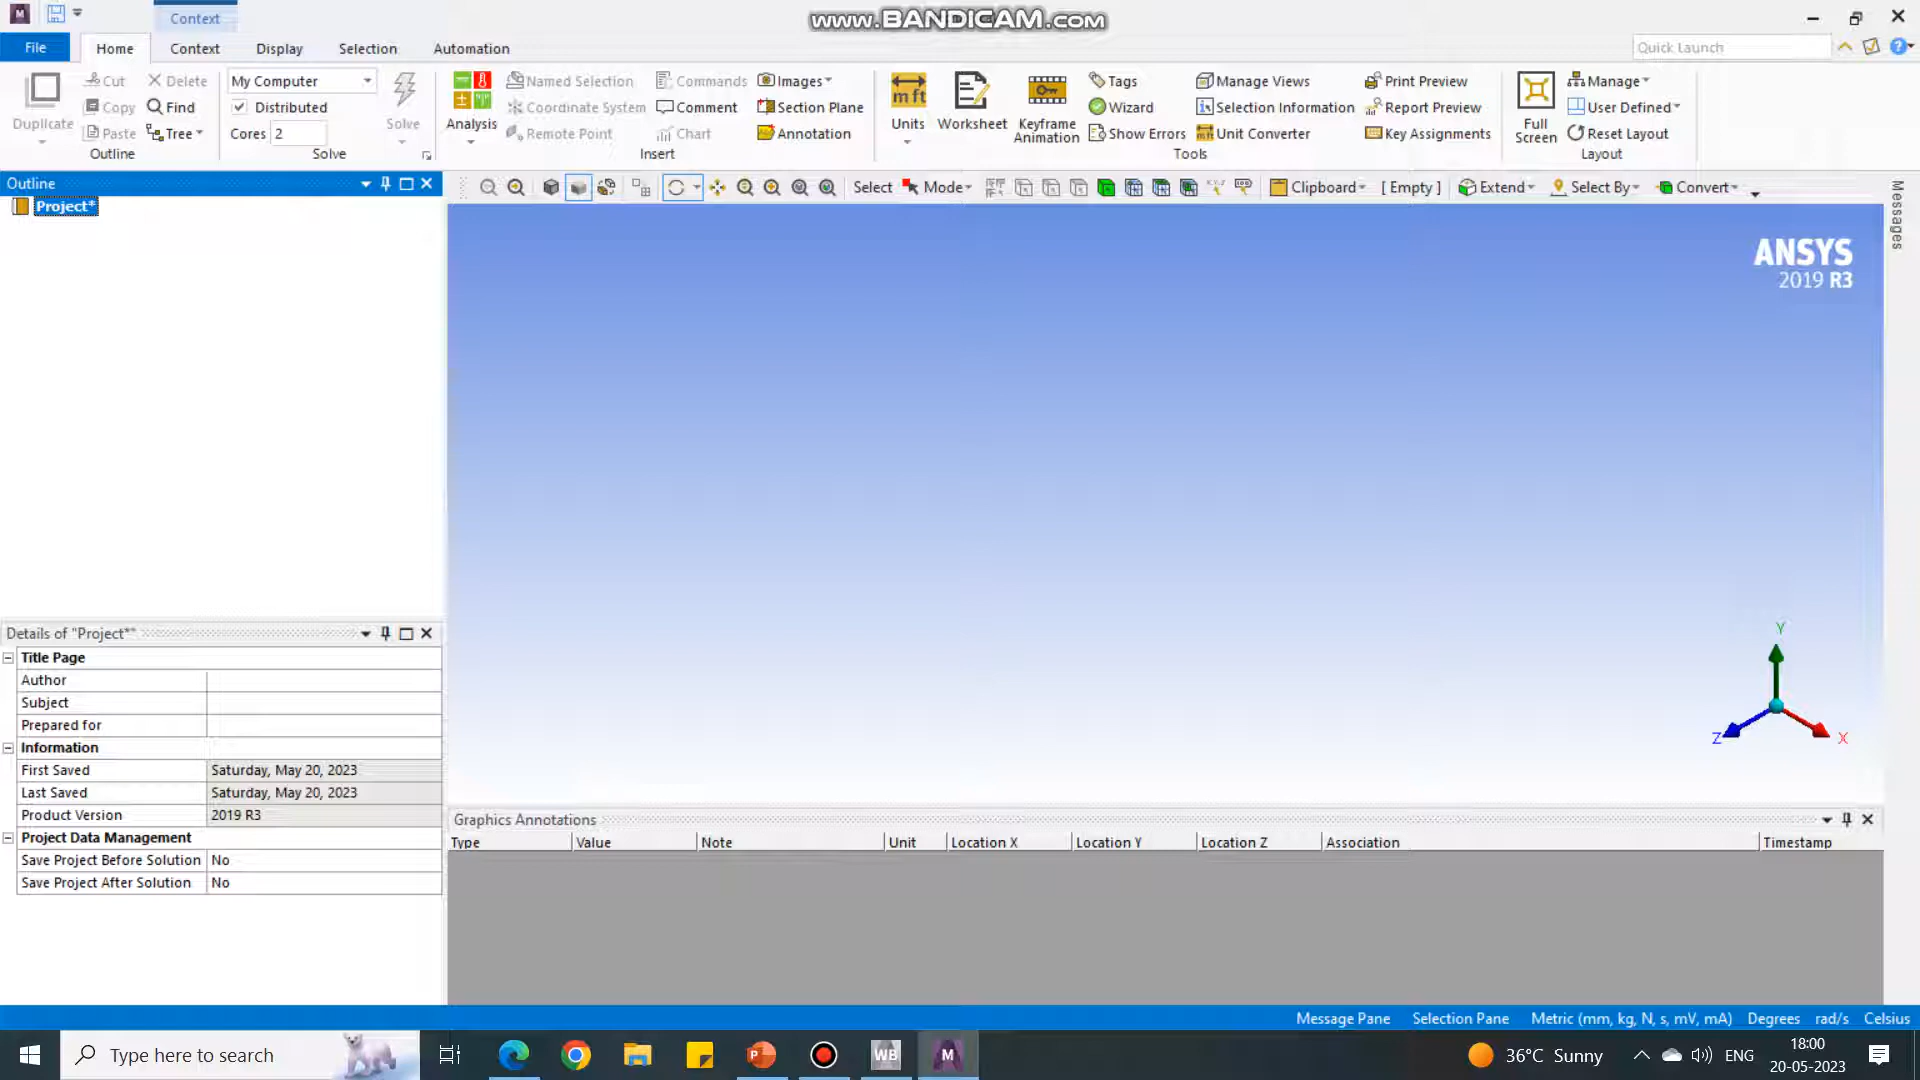 Context
www.BANDICAM.com
File
Home
Context
Display
Selection
Automation
Quick Launch
Duplicate
Cut
Copy
Paste
Delete
Find
Tree
Outline
My Computer
Distributed
Cores 2
Solve
Solve
Analysis
Named Selection
Coordinate System
Remote Point
Commands
Comment
Chart
Images
Section Plane
Annotation
Insert
Units
Worksheet
Keyframe
Animation
Tags
Wizard
Show Errors
Manage Views
Selection Information
Unit Converter
Print Preview
Report Preview
Key Assignments
Tools
Full
Screen
Manage
User Defined
Reset Layout
Layout
Outline
Project*
Select
Mode
Clipboard
[ Empty ]
Extend
Select By
Convert
Messages
ANSYS
2019 R3
Y
Z
X
Details of "Project*"
Title Page
Author
Subject
Prepared for
Information
First Saved Saturday, May 20, 2023
Last Saved Saturday, May 20, 2023
Product Version 2019 R3
Project Data Management
Save Project Before Solution No
Save Project After Solution No
Graphics Annotations
Type Value Note Unit Location X Location Y Location Z Association Timestamp
Message Pane Selection Pane Metric (mm, kg, N, s, mV, mA) Degrees rad/s Celsius
Type here to search
WB
M
36°C Sunny
ENG
18:00
20-05-2023